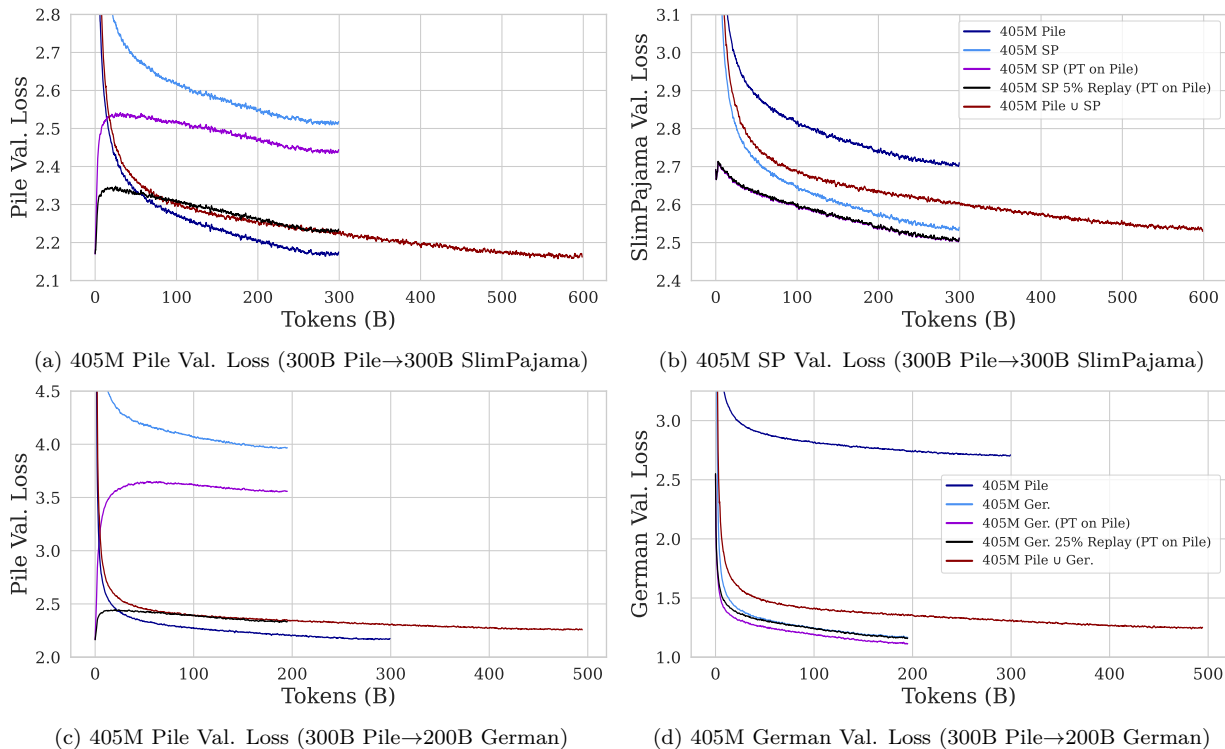 2.8
2.7
2.6
2.5
2.4
2.3
2.2
2.1
Pile Val. Loss
0
100
200
300
400
500
600
Tokens (B)
(a) 405M Pile Val. Loss (300B Pile→300B SlimPajama)
3.1
3.0
2.9
2.8
2.7
2.6
2.5
2.4
SlimPajama Val. Loss
405M Pile
405M SP
405M SP (PT on Pile)
405M SP 5% Replay (PT on Pile)
405M Pile ∪ SP
0
100
200
300
400
500
600
Tokens (B)
(b) 405M SP Val. Loss (300B Pile→300B SlimPajama)
4.5
4.0
3.5
3.0
2.5
2.0
Pile Val. Loss
0
100
200
300
400
500
Tokens (B)
(c) 405M Pile Val. Loss (300B Pile→200B German)
3.0
2.5
2.0
1.5
1.0
German Val. Loss
405M Pile
405M Ger.
405M Ger. (PT on Pile)
405M Ger. 25% Replay (PT on Pile)
405M Pile ∪ Ger.
0
100
200
300
400
500
Tokens (B)
(d) 405M German Val. Loss (300B Pile→200B German)